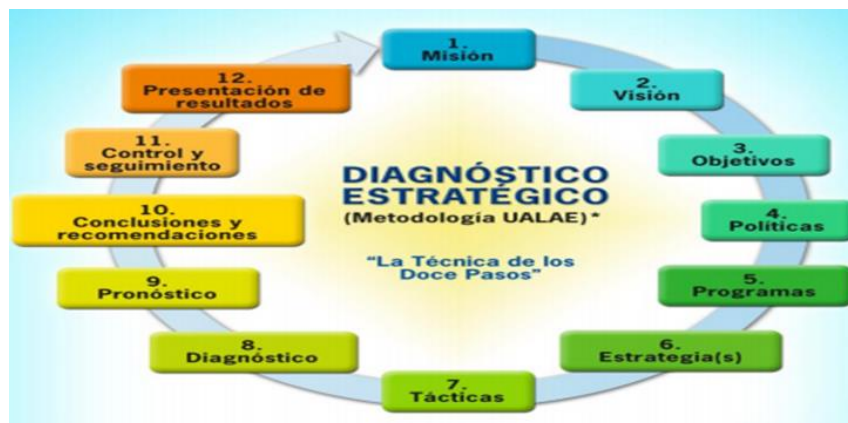 1.
Misión
2.
Visión
3.
Objetivos
4.
Políticas
5.
Programas
6.
Estrategia(s)
7.
Tácticas
8.
Diagnóstico
9.
Pronóstico
10.
Conclusiones y
recomendaciones
11.
Control y
seguimiento
12.
Presentación de
resultados
DIAGNÓSTICO
ESTRATÉGICO
(Metodología UALAE)*
“La Técnica de los
Doce Pasos”